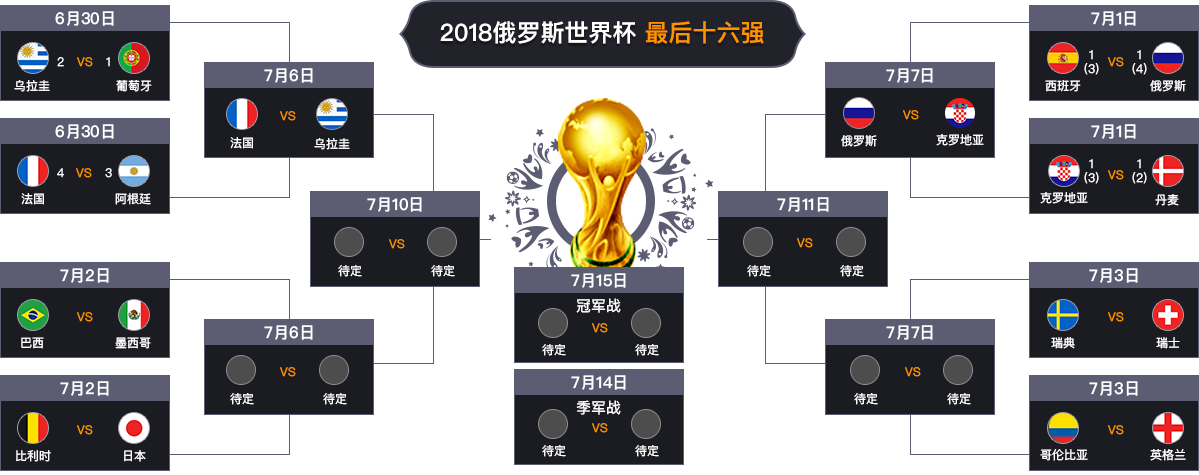 2018俄罗斯世界杯 最后十六强
6月30日
2 VS 1
乌拉圭 葡萄牙
6月30日
4 VS 3
法国 阿根廷
7月6日
VS
法国 乌拉圭
7月10日
VS
待定 待定
7月2日
VS
巴西 墨西哥
7月2日
VS
比利时 日本
7月6日
VS
待定 待定
7月15日
冠军战
VS
待定 待定
7月14日
季军战
VS
待定 待定
7月11日
VS
待定 待定
7月7日
VS
俄罗斯 克罗地亚
7月1日
1 VS 1
(3) (4)
西班牙 俄罗斯
7月1日
1 VS 1
(3) (2)
克罗地亚 丹麦
7月7日
VS
待定 待定
7月3日
VS
瑞典 瑞士
7月3日
VS
哥伦比亚 英格兰